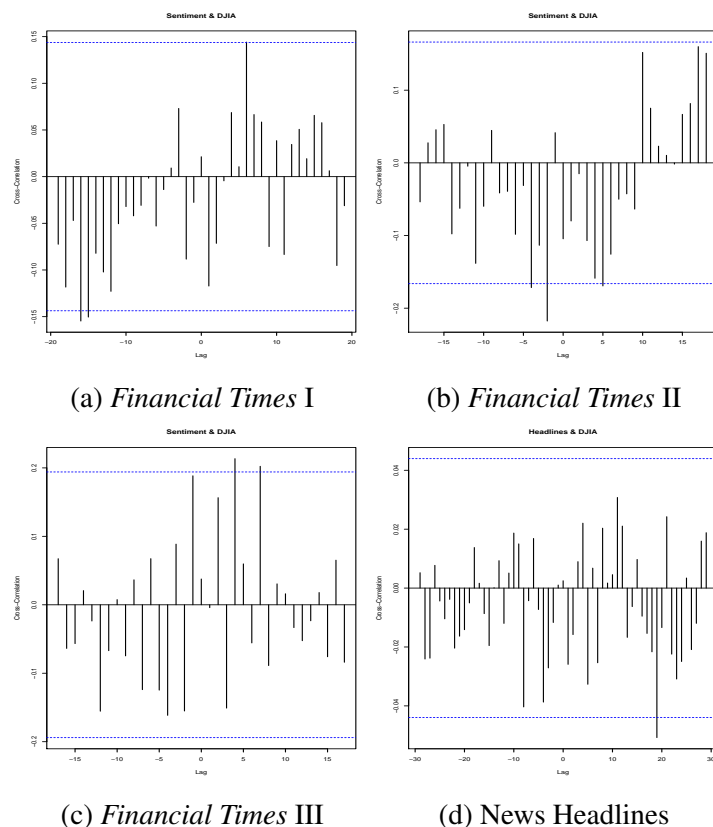 Sentiment & DJIA
Cross−Correlation
0.15
0.10
0.05
0.00
−0.05
−0.10
−0.15
−20 −10 0 10 20
Lag
(a) Financial Times I
Sentiment & DJIA
Cross−Correlation
0.1
0.0
−0.1
−0.2
−15 −10 −5 0 5 10 15
Lag
(b) Financial Times II
Sentiment & DJIA
Cross−Correlation
0.2
0.1
0.0
−0.1
−0.2
−15 −10 −5 0 5 10 15
Lag
(c) Financial Times III
Headlines & DJIA
Cross−Correlation
0.04
0.02
0.00
−0.02
−0.04
−30 −20 −10 0 10 20 30
Lag
(d) News Headlines